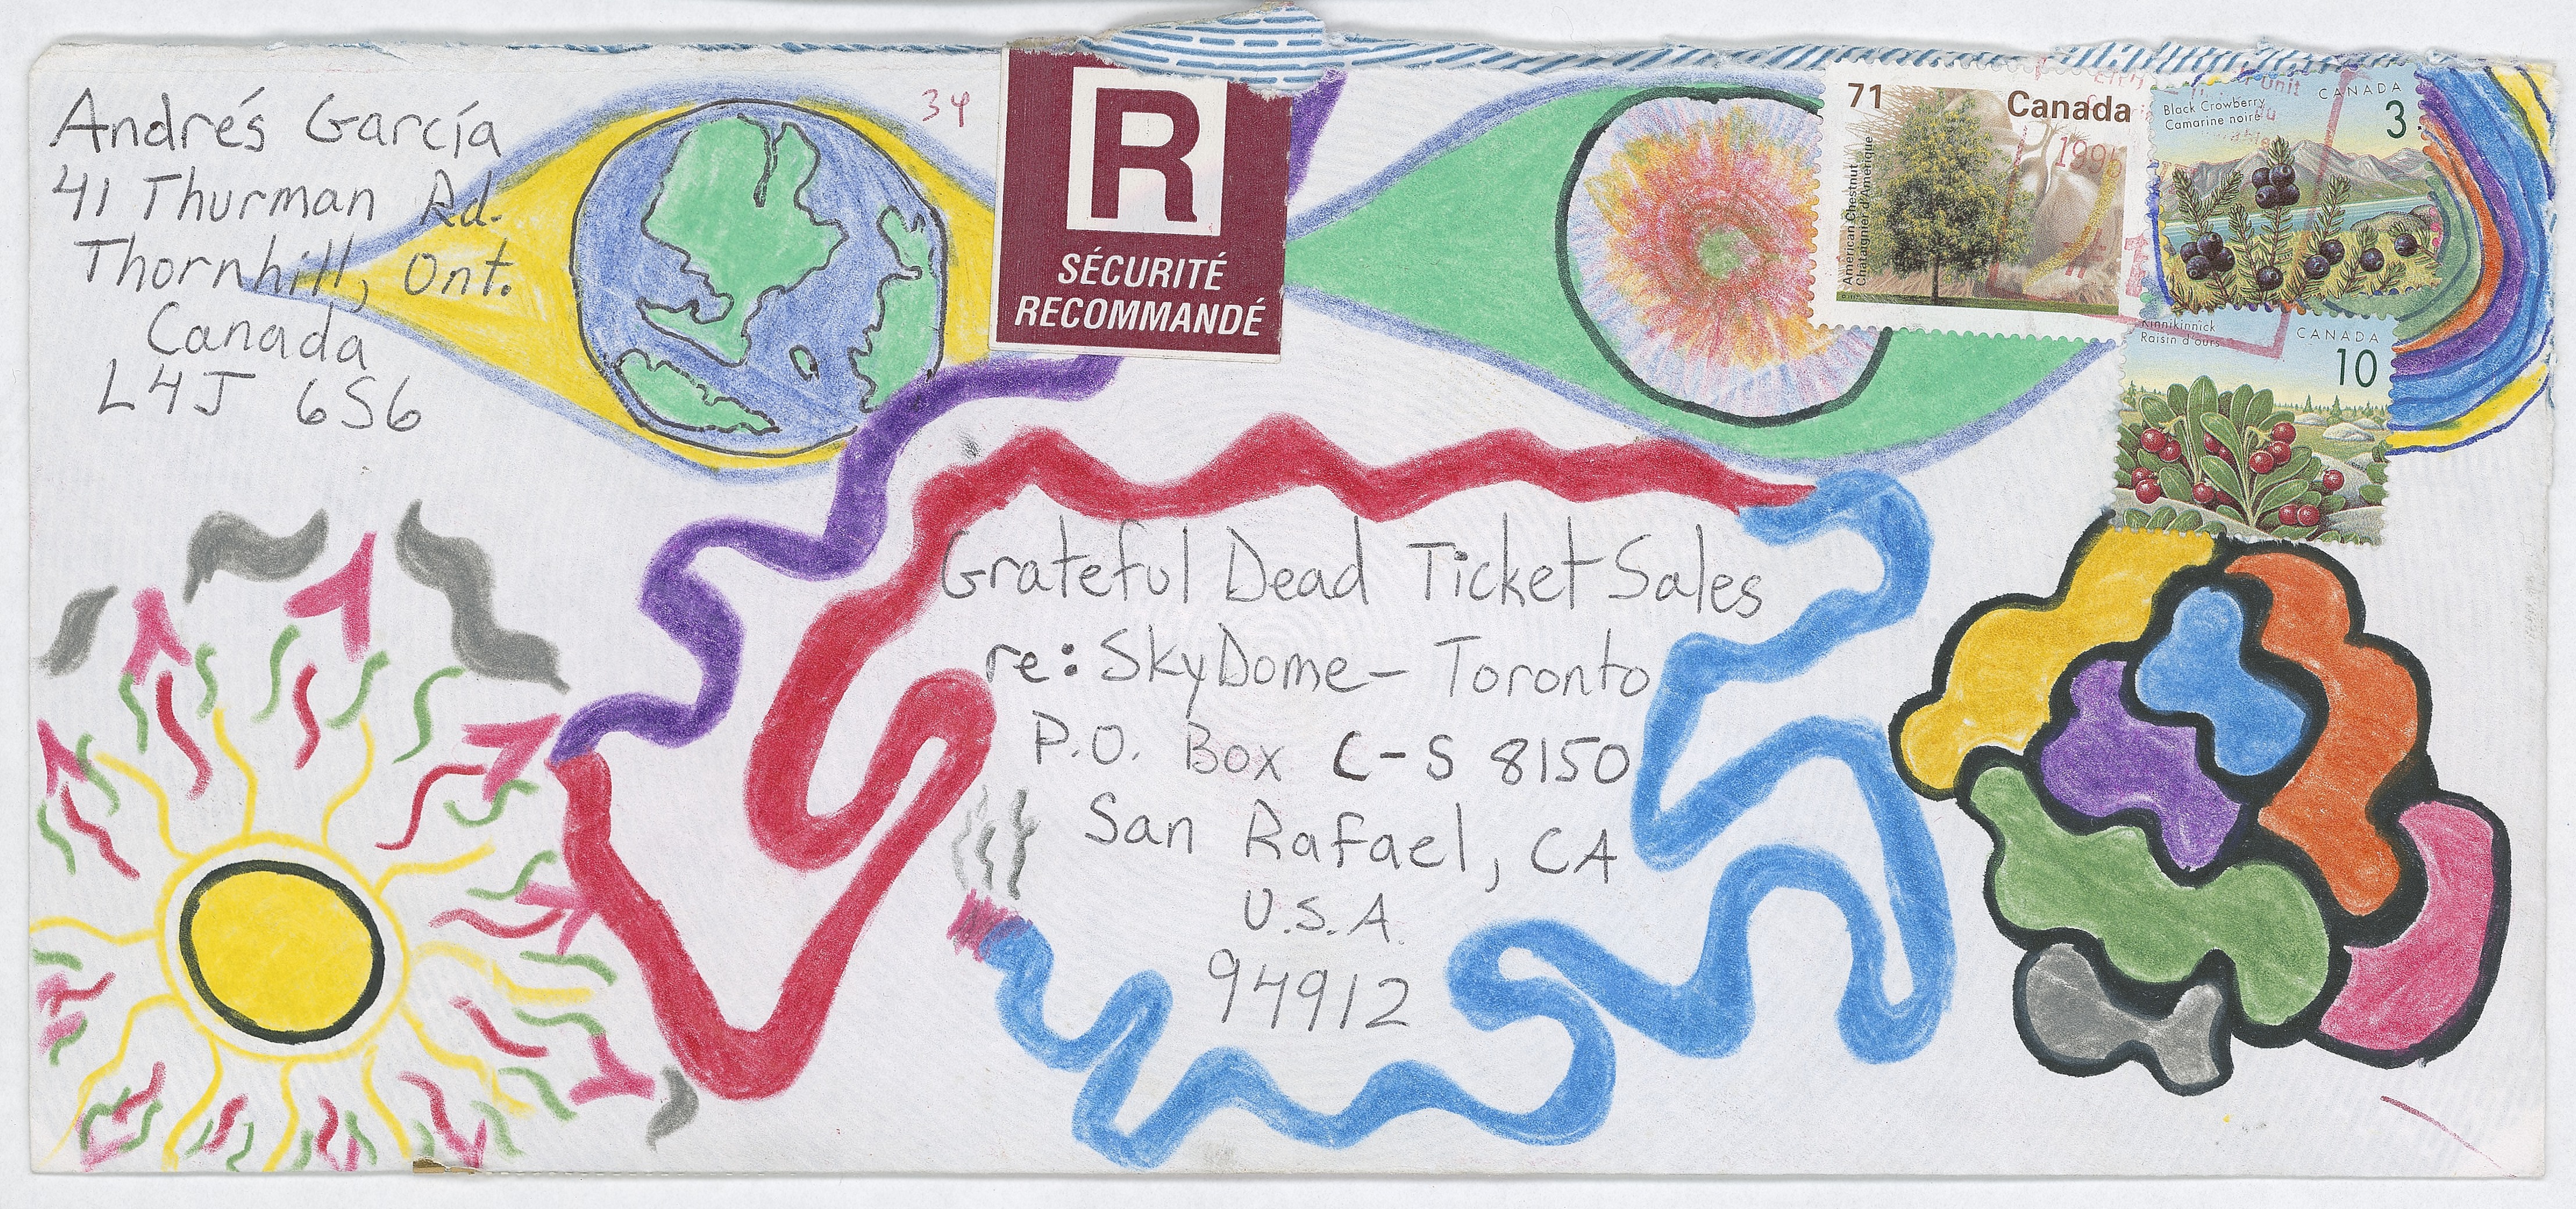 Andrés García
41 Thurman Rd.
Thornhill, Ont.
Canada
L4J 6S6
34
R
SÉCURITÉ
RECOMMANDÉ
71 Canada
American Chestnut
Châtaignier d'Amérique
1995
CANADA
Black Crowberry
Camarine noire
3
Kinnikinnick
Raisin d'ours
CANADA
10
Grateful Dead Ticket Sales
re: SkyDome - Toronto
P.O. Box C-S 8150
San Rafael, CA
U.S.A.
94912